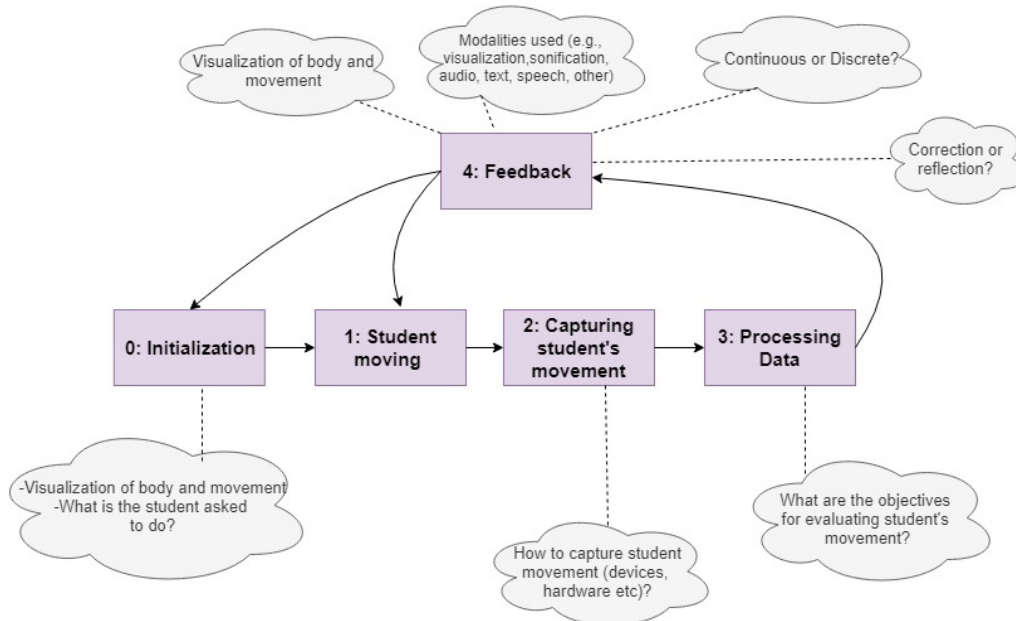 Visualization of body and
movement
Modalities used (e.g.,
visualization,sonification,
audio, text, speech, other)
Continuous or Discrete?
Correction or
reflection?
4: Feedback
0: Initialization
1: Student
moving
2: Capturing
student's
movement
3: Processing
Data
-Visualization of body and movement
-What is the student asked
to do?
How to capture student
movement (devices,
hardware etc)?
What are the objectives
for evaluating student's
movement?